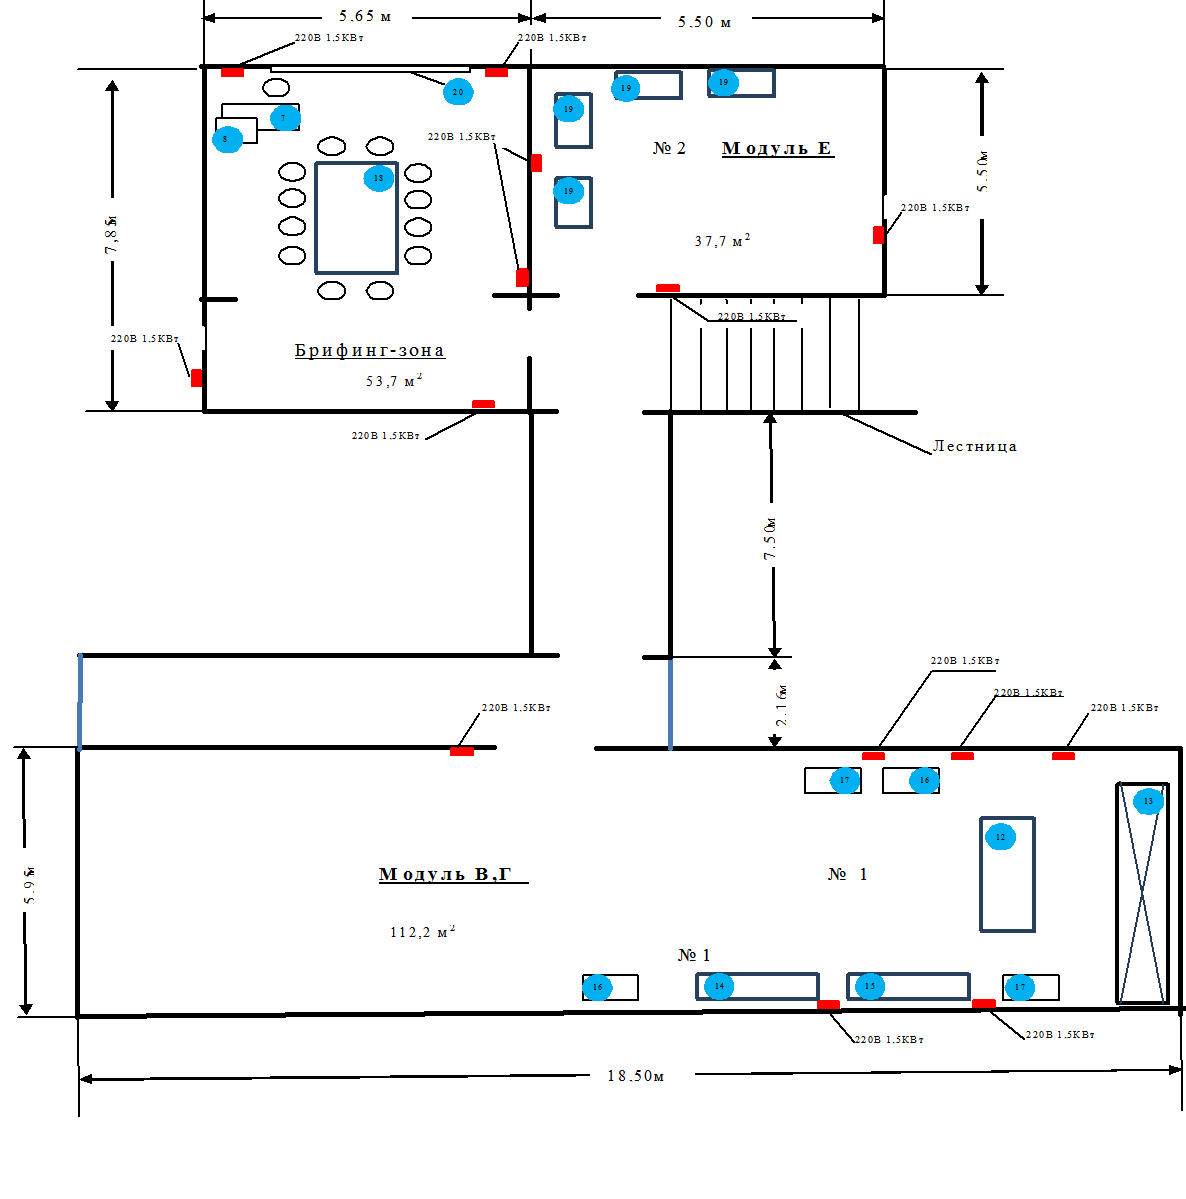 5,65 м
5,50 м
220В 1,5КВт
220В 1,5КВт
20
19
19
19
7
8
220В 1,5КВт
№ 2
Модуль Е
18
19
5,50м
220В 1,5КВт
7,85м
37,7 м²
220В 1,5КВт
220В 1,5КВт
Брифинг-зона
53,7 м²
220В 1,5КВт
Лестница
7,50м
220В 1,5КВт
220В 1,5КВт
2,16м
220В 1,5КВт
220В 1,5КВт
17
16
13
12
5,95м
Модуль В,Г
№ 1
112,2 м²
№ 1
16
14
15
17
220В 1,5КВт
220В 1,5КВт
18,50м